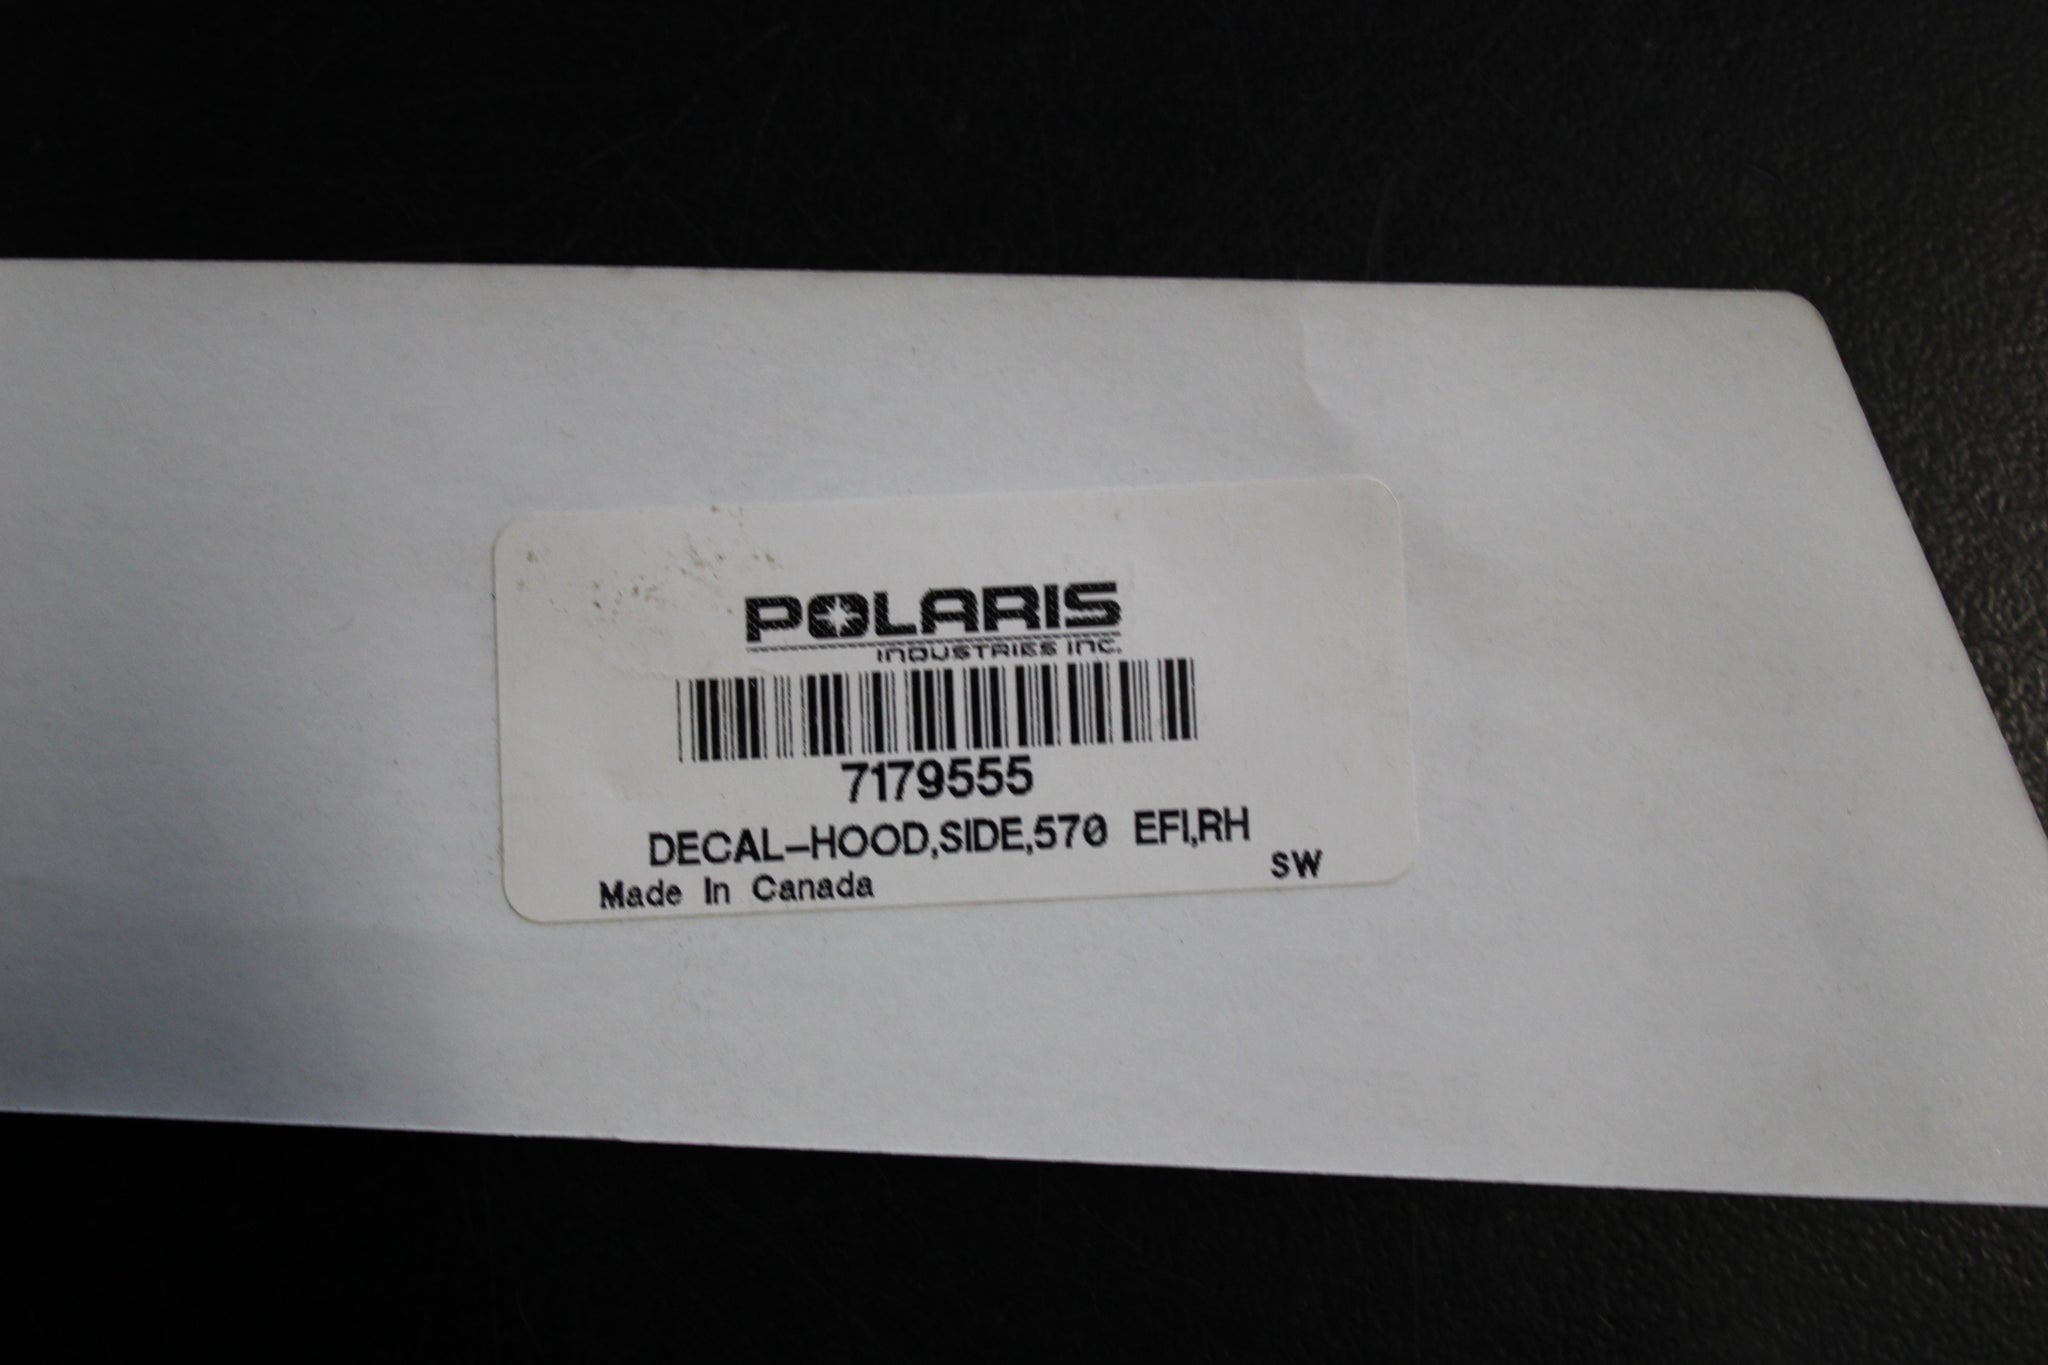 POLARIS
INDUSTRIES INC.
7179555
DECAL-HOOD,SIDE,570 EFI,RH
SW
Made In Canada